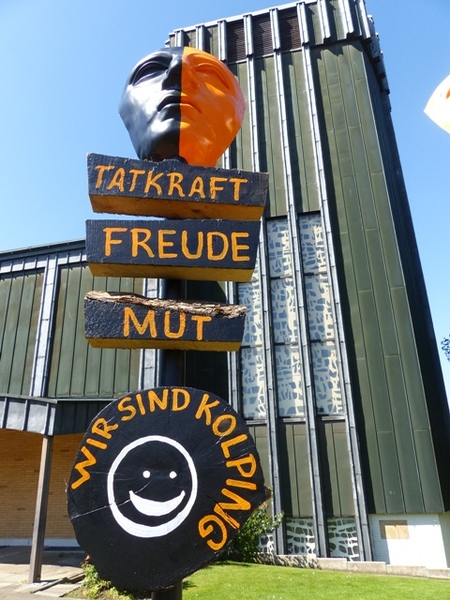 TATKRAFT
FREUDE
MUT
WIR SIND KOLPING